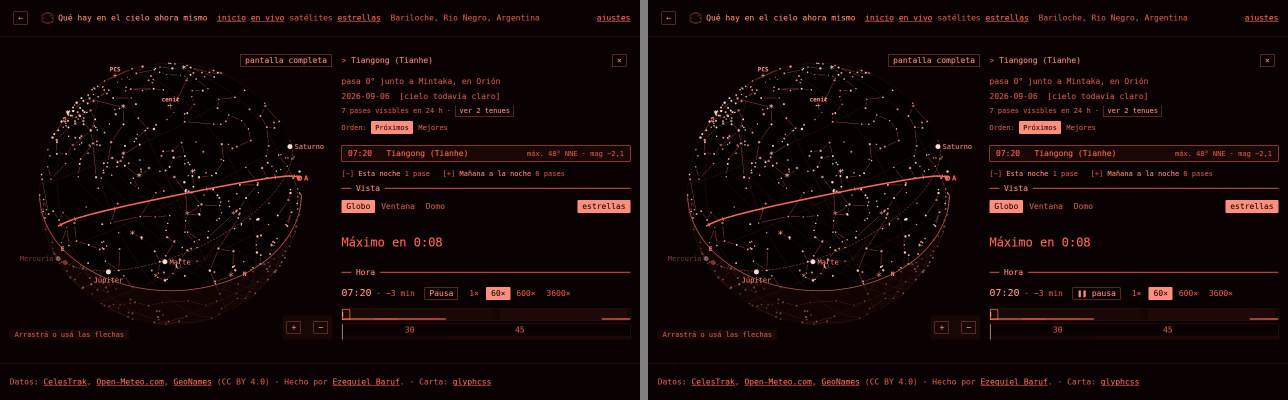 ← Qué hay en el cielo ahora mismo inicio en vivo satélites estrellas Bariloche, Río Negro, Argentina ajustes
pantalla completa
PCS
cenit
Saturno
A
E
Mercurio
Marte
Júpiter
N
+ −
Arrastrá o usá las flechas
> Tiangong (Tianhe) ×
pasa 0° junto a Mintaka, en Orión
2026-09-06 [cielo todavía claro]
7 pases visibles en 24 h · ver 2 tenues
Orden: Próximos Mejores
07:20 Tiangong (Tianhe) máx. 48° NNE · mag −2,1
[−] Esta noche 1 pase [+] Mañana a la noche 6 pases
Vista
Globo Ventana Domo estrellas
Máximo en 0:08
Hora
07:20 · −3 min Pausa 1× 60× 600× 3600×
30 45
Datos: CelesTrak, Open-Meteo.com, GeoNames (CC BY 4.0) · Hecho por Ezequiel Baruf. · Carta: glyphcss
← Qué hay en el cielo ahora mismo inicio en vivo satélites estrellas Bariloche, Río Negro, Argentina ajustes
pantalla completa
PCS
cenit
Saturno
A
E
Mercurio
Marte
Júpiter
N
+ −
Arrastrá o usá las flechas
> Tiangong (Tianhe) ×
pasa 0° junto a Mintaka, en Orión
2026-09-06 [cielo todavía claro]
7 pases visibles en 24 h · ver 2 tenues
Orden: Próximos Mejores
07:20 Tiangong (Tianhe) máx. 48° NNE · mag −2,1
[−] Esta noche 1 pase [+] Mañana a la noche 6 pases
Vista
Globo Ventana Domo estrellas
Máximo en 0:08
Hora
07:20 · −3 min ❚❚ pausa 1× 60× 600× 3600×
30 45
Datos: CelesTrak, Open-Meteo.com, GeoNames (CC BY 4.0) · Hecho por Ezequiel Baruf. · Carta: glyphcss